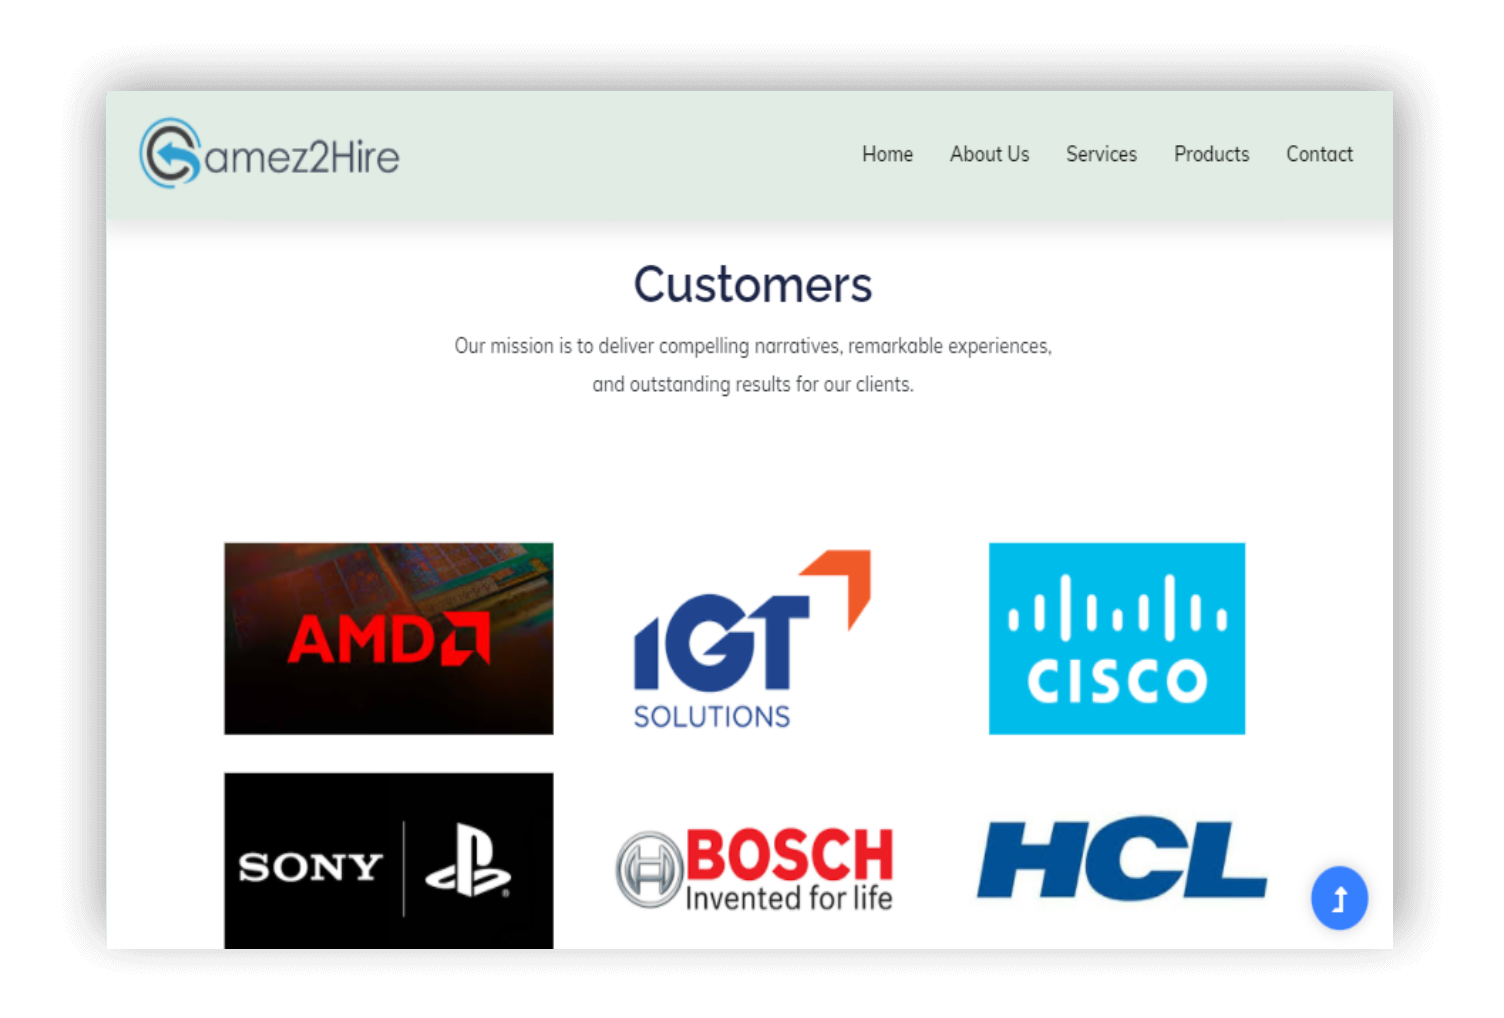 Gamez2Hire
Home About Us Services Products Contact
Customers
Our mission is to deliver compelling narratives, remarkable experiences,
and outstanding results for our clients.
AMD
IGT
SOLUTIONS
CISCO
SONY
BOSCH
Invented for life
HCL